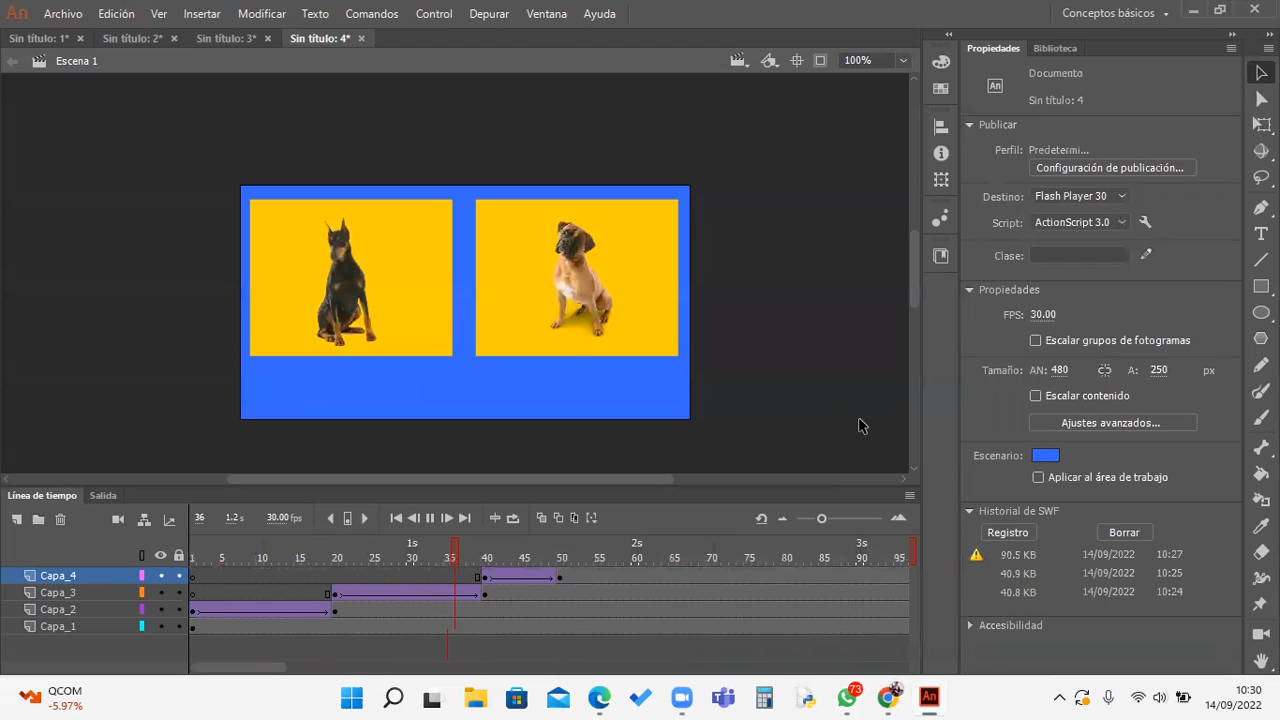 An Archivo Edición Ver Insertar Modificar Texto Comandos Control Depurar Ventana Ayuda Conceptos básicos
Sin título: 1* Sin título: 2* Sin título: 3* Sin título: 4*
Escena 1 100%
Propiedades Biblioteca
Documento
An
Sin título: 4
Publicar
Perfil: Predetermi...
Configuración de publicación...
Destino: Flash Player 30
Script: ActionScript 3.0
Clase:
Propiedades
FPS: 30.00
Escalar grupos de fotogramas
Tamaño: AN: 480 A: 250 px
Escalar contenido
Ajustes avanzados...
Escenario:
Aplicar al área de trabajo
Historial de SWF
Registro Borrar
90.5 KB 14/09/2022 10:27
40.9 KB 14/09/2022 10:25
40.8 KB 14/09/2022 10:24
Accesibilidad
Línea de tiempo Salida
36 1.2 s 30.00 fps
1s 2s 3s
1 5 10 15 20 25 30 35 40 45 50 55 60 65 70 75 80 85 90 95
Capa_4
Capa_3
Capa_2
Capa_1
QCOM
-5.97%
73
An
10:30
14/09/2022